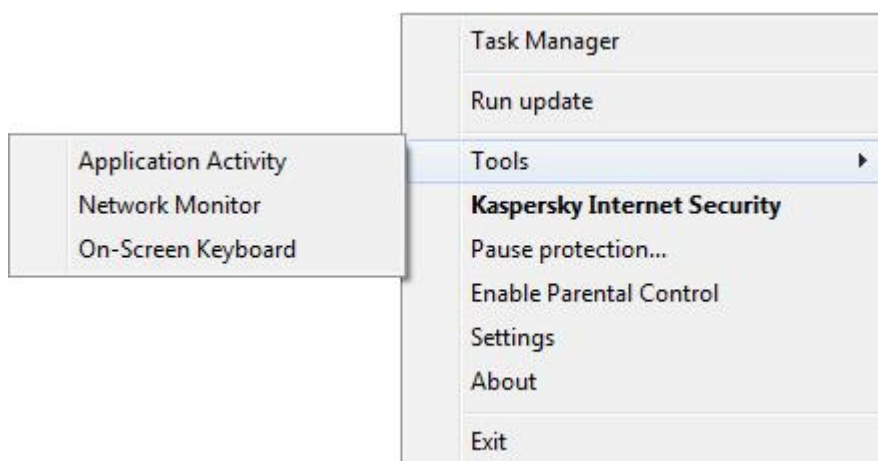 Task Manager
Run update
Tools
Application Activity
Network Monitor
On-Screen Keyboard
Kaspersky Internet Security
Pause protection...
Enable Parental Control
Settings
About
Exit